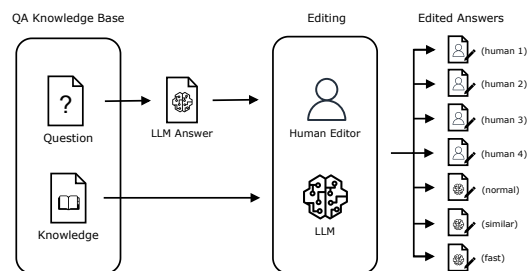 QA Knowledge Base
Editing
Edited Answers
?
Question
LLM Answer
Human Editor
Knowledge
LLM
(human 1)
(human 2)
(human 3)
(human 4)
(normal)
(similar)
(fast)